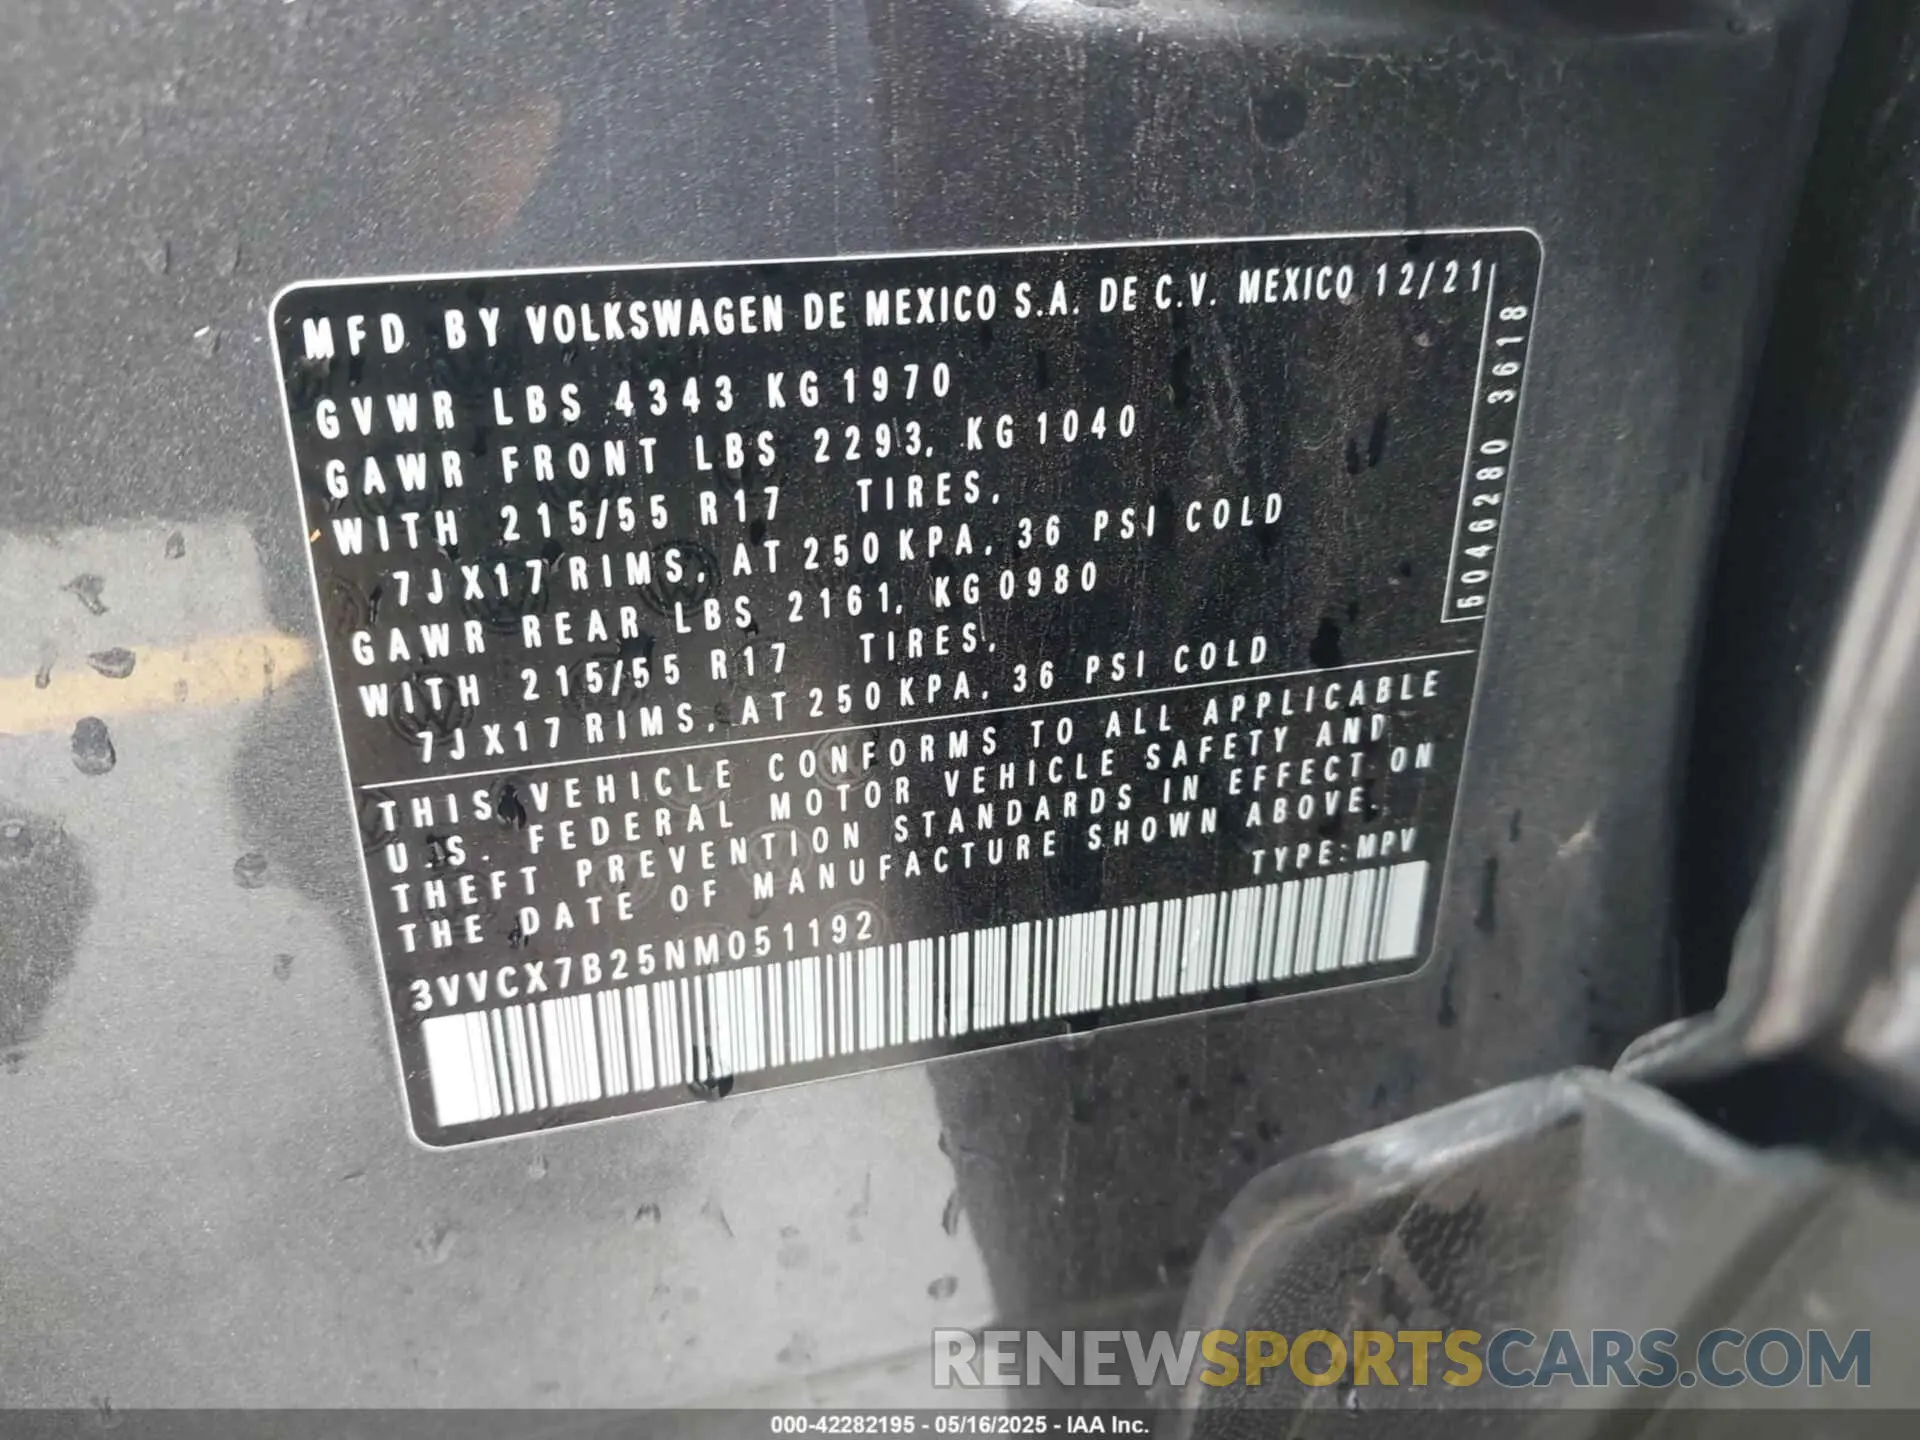 MFD BY VOLKSWAGEN DE MEXICO S.A. DE C.V. MEXICO 12/21
GVWR LBS 4343 KG 1970
GAWR FRONT LBS 2293, KG 1040
WITH 215/55 R17 TIRES,
7JX17 RIMS, AT 250 KPA, 36 PSI COLD
GAWR REAR LBS 2161, KG 0980
WITH 215/55 R17 TIRES,
7JX17 RIMS, AT 250 KPA, 36 PSI COLD
5046280 3618
THIS VEHICLE CONFORMS TO ALL APPLICABLE
U.S. FEDERAL MOTOR VEHICLE SAFETY AND
THEFT PREVENTION STANDARDS IN EFFECT ON
THE DATE OF MANUFACTURE SHOWN ABOVE.
3VVCX7B25NM051192 TYPE:MPV
RENEWSPORTSCARS.COM
000-42282195 - 05/16/2025 - IAA Inc.